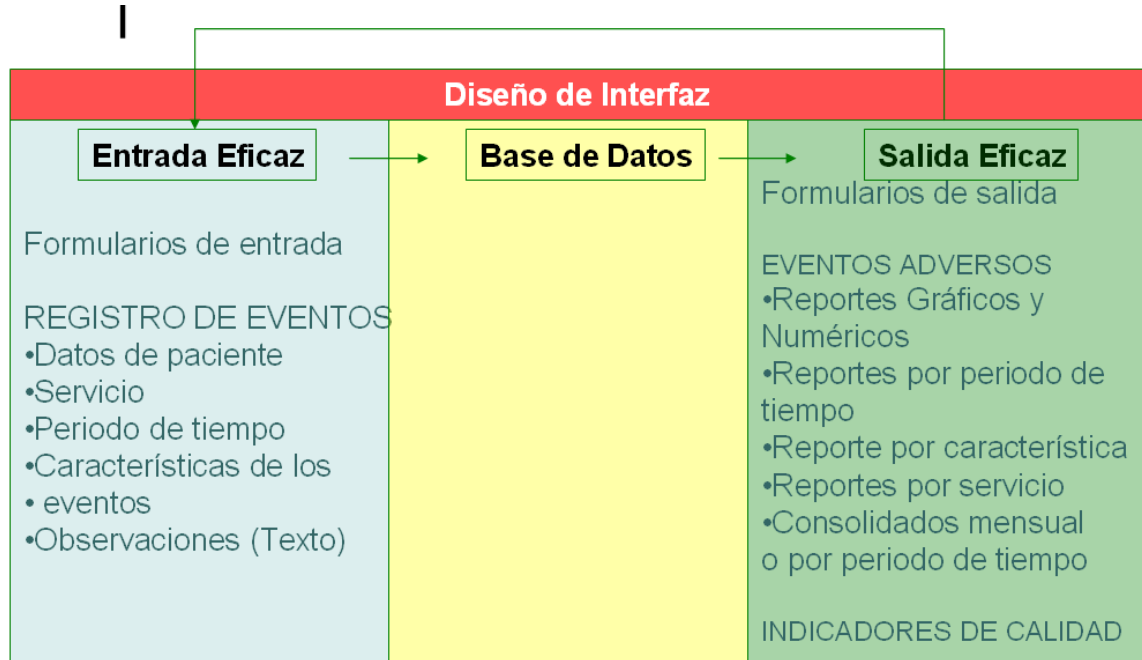 I
Diseño de Interfaz
Entrada Eficaz
Formularios de entrada
REGISTRO DE EVENTOS
•Datos de paciente
•Servicio
•Periodo de tiempo
•Características de los
• eventos
•Observaciones (Texto)
Base de Datos
Salida Eficaz
Formularios de salida
EVENTOS ADVERSOS
•Reportes Gráficos y
Numéricos
•Reportes por periodo de
tiempo
•Reporte por característica
•Reportes por servicio
•Consolidados mensual
o por periodo de tiempo
INDICADORES DE CALIDAD